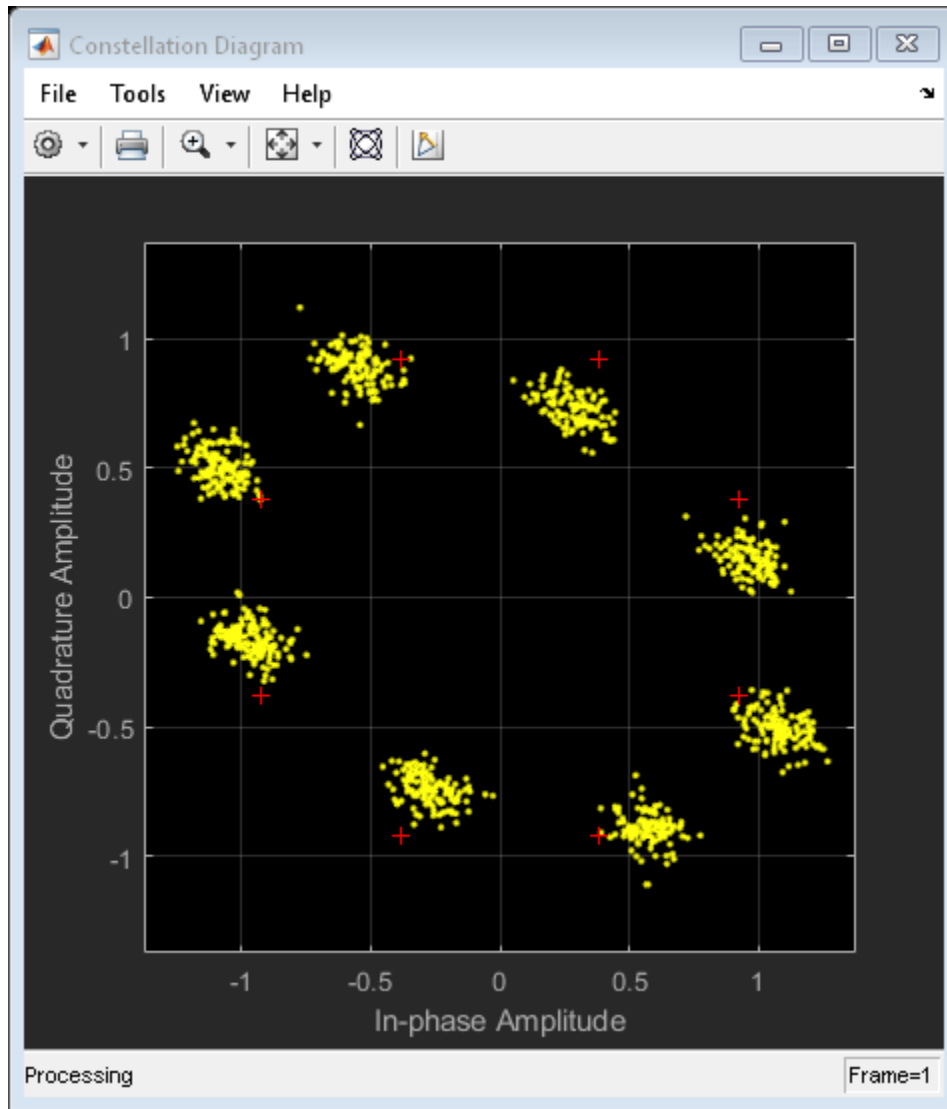 Constellation Diagram
File Tools View Help
1
0.5
0
-0.5
-1
Quadrature Amplitude
-1 -0.5 0 0.5 1
In-phase Amplitude
Processing Frame=1